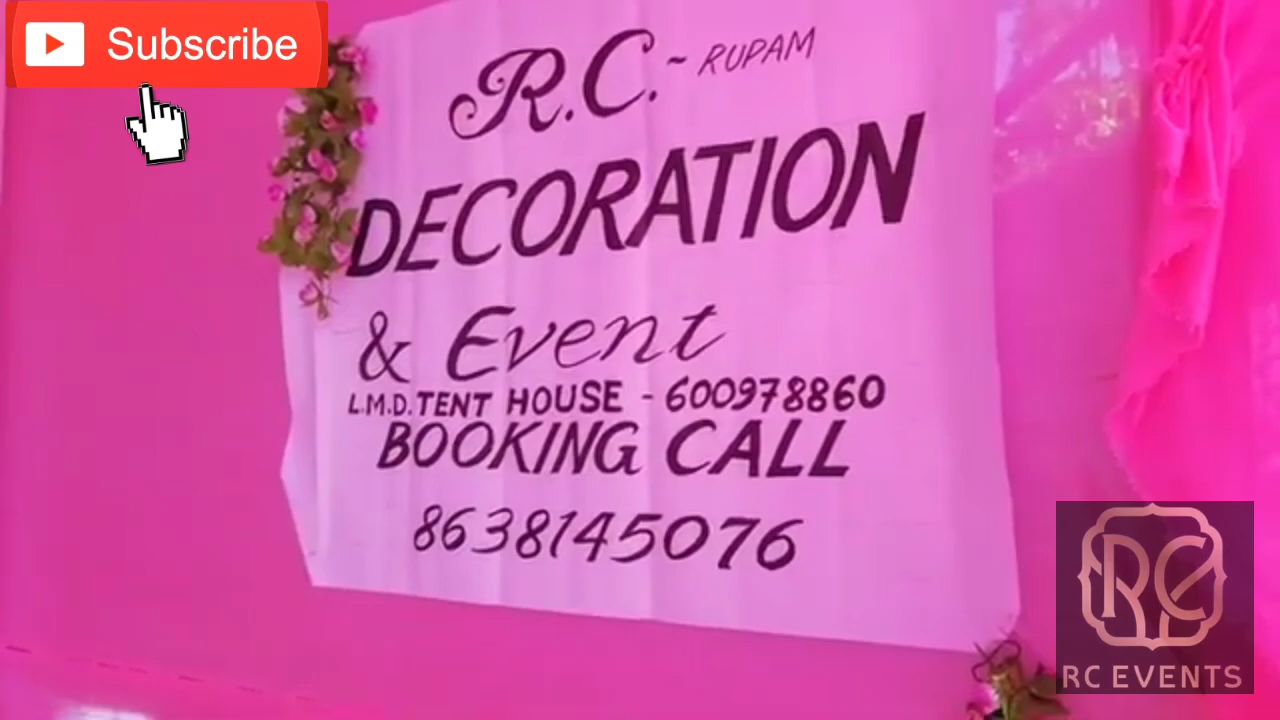 Subscribe
R.C. ~ RUPAM
DECORATION
& Event
L.M.D. TENT HOUSE - 600978860
BOOKING CALL
8638145076
RC
RC EVENTS